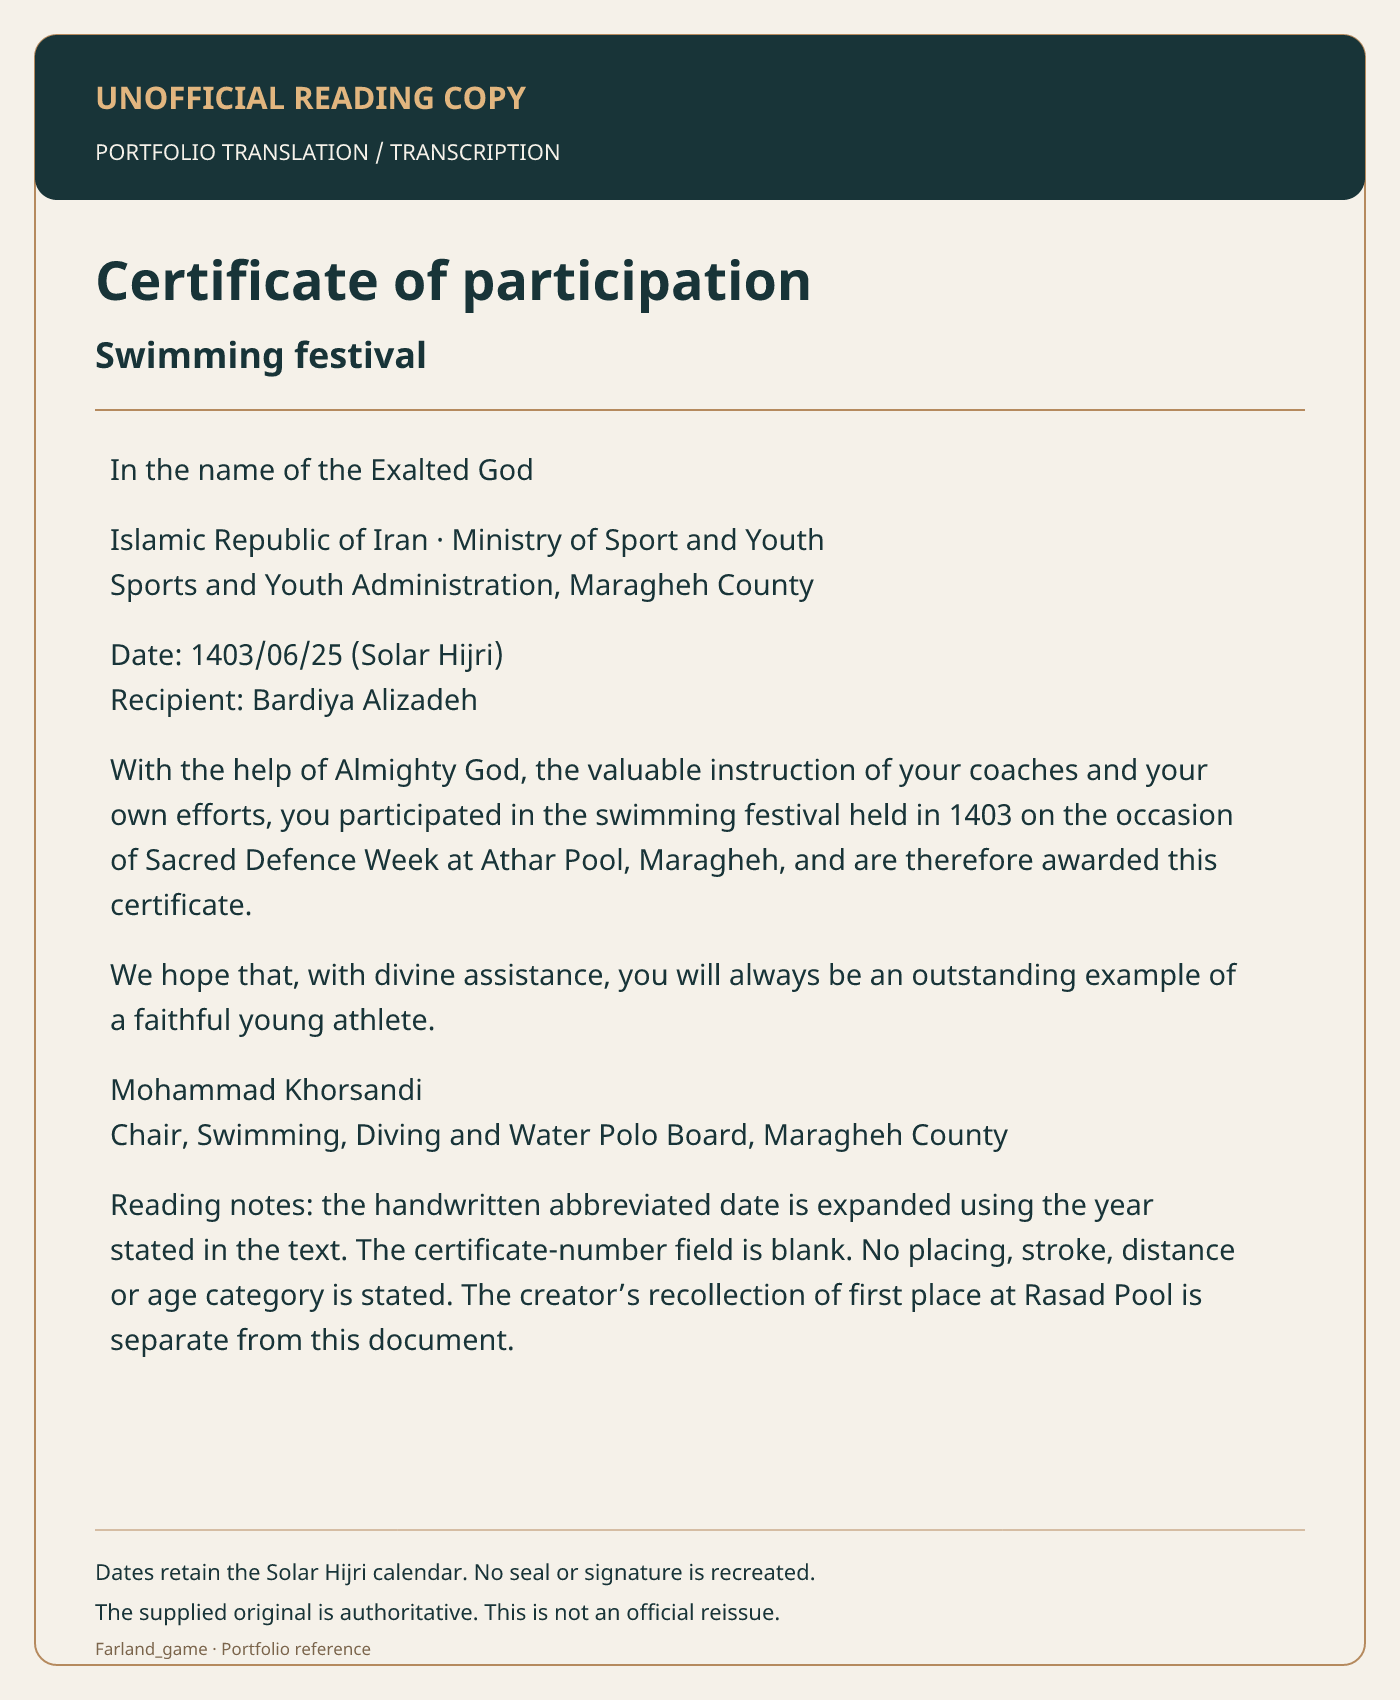 UNOFFICIAL READING COPY
PORTFOLIO TRANSLATION / TRANSCRIPTION
Certificate of participation
Swimming festival
In the name of the Exalted God
Islamic Republic of Iran · Ministry of Sport and Youth
Sports and Youth Administration, Maragheh County
Date: 1403/06/25 (Solar Hijri)
Recipient: Bardiya Alizadeh
With the help of Almighty God, the valuable instruction of your coaches and your
own efforts, you participated in the swimming festival held in 1403 on the occasion
of Sacred Defence Week at Athar Pool, Maragheh, and are therefore awarded this
certificate.
We hope that, with divine assistance, you will always be an outstanding example of
a faithful young athlete.
Mohammad Khorsandi
Chair, Swimming, Diving and Water Polo Board, Maragheh County
Reading notes: the handwritten abbreviated date is expanded using the year
stated in the text. The certificate-number field is blank. No placing, stroke, distance
or age category is stated. The creator’s recollection of first place at Rasad Pool is
separate from this document.
Dates retain the Solar Hijri calendar. No seal or signature is recreated.
The supplied original is authoritative. This is not an official reissue.
Farland_game · Portfolio reference